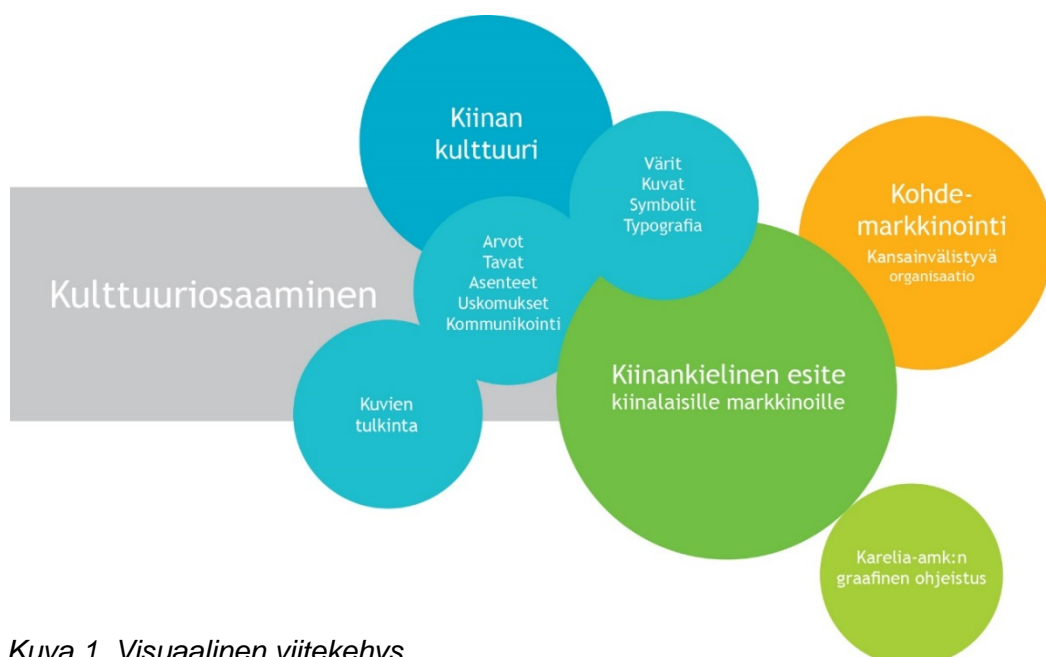 Kiinan
kulttuuri
Värit
Kuvat
Symbolit
Typografia
Kohde-
markkinointi
Kansainvälistyvä
organisaatio
Arvot
Tavat
Asenteet
Uskomukset
Kommunikointi
Kulttuuriosaaminen
Kuvien
tulkinta
Kiinankielinen esite
kiinalaisille markkinoille
Karelia-amk:n
graafinen ohjeistus
Kuva 1. Visuaalinen viitekehys